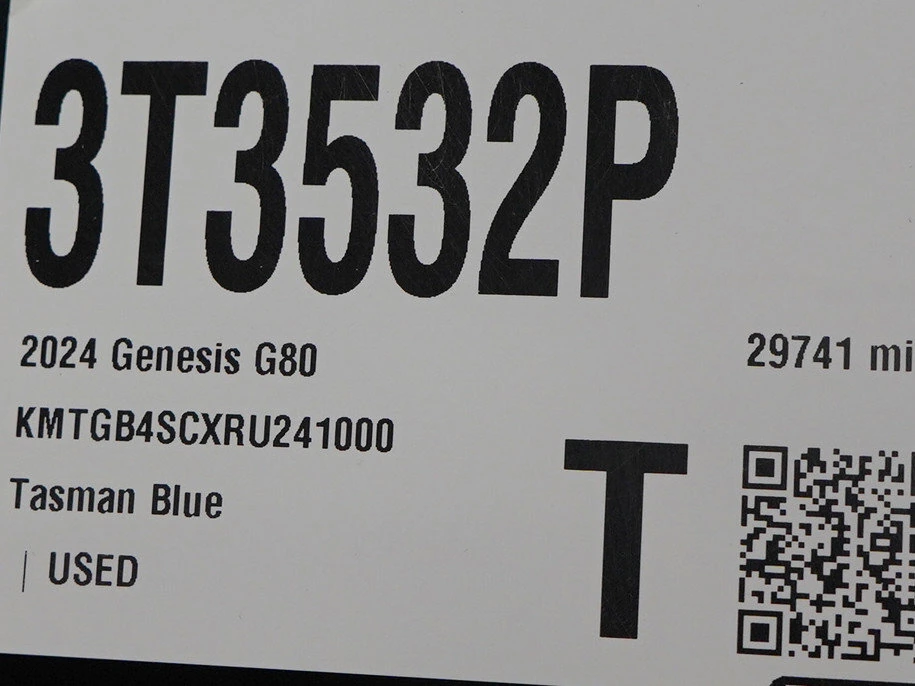 3T3532P
2024 Genesis G80
29741 mi
KMTGB4SCXRU241000
Tasman Blue
T
| USED